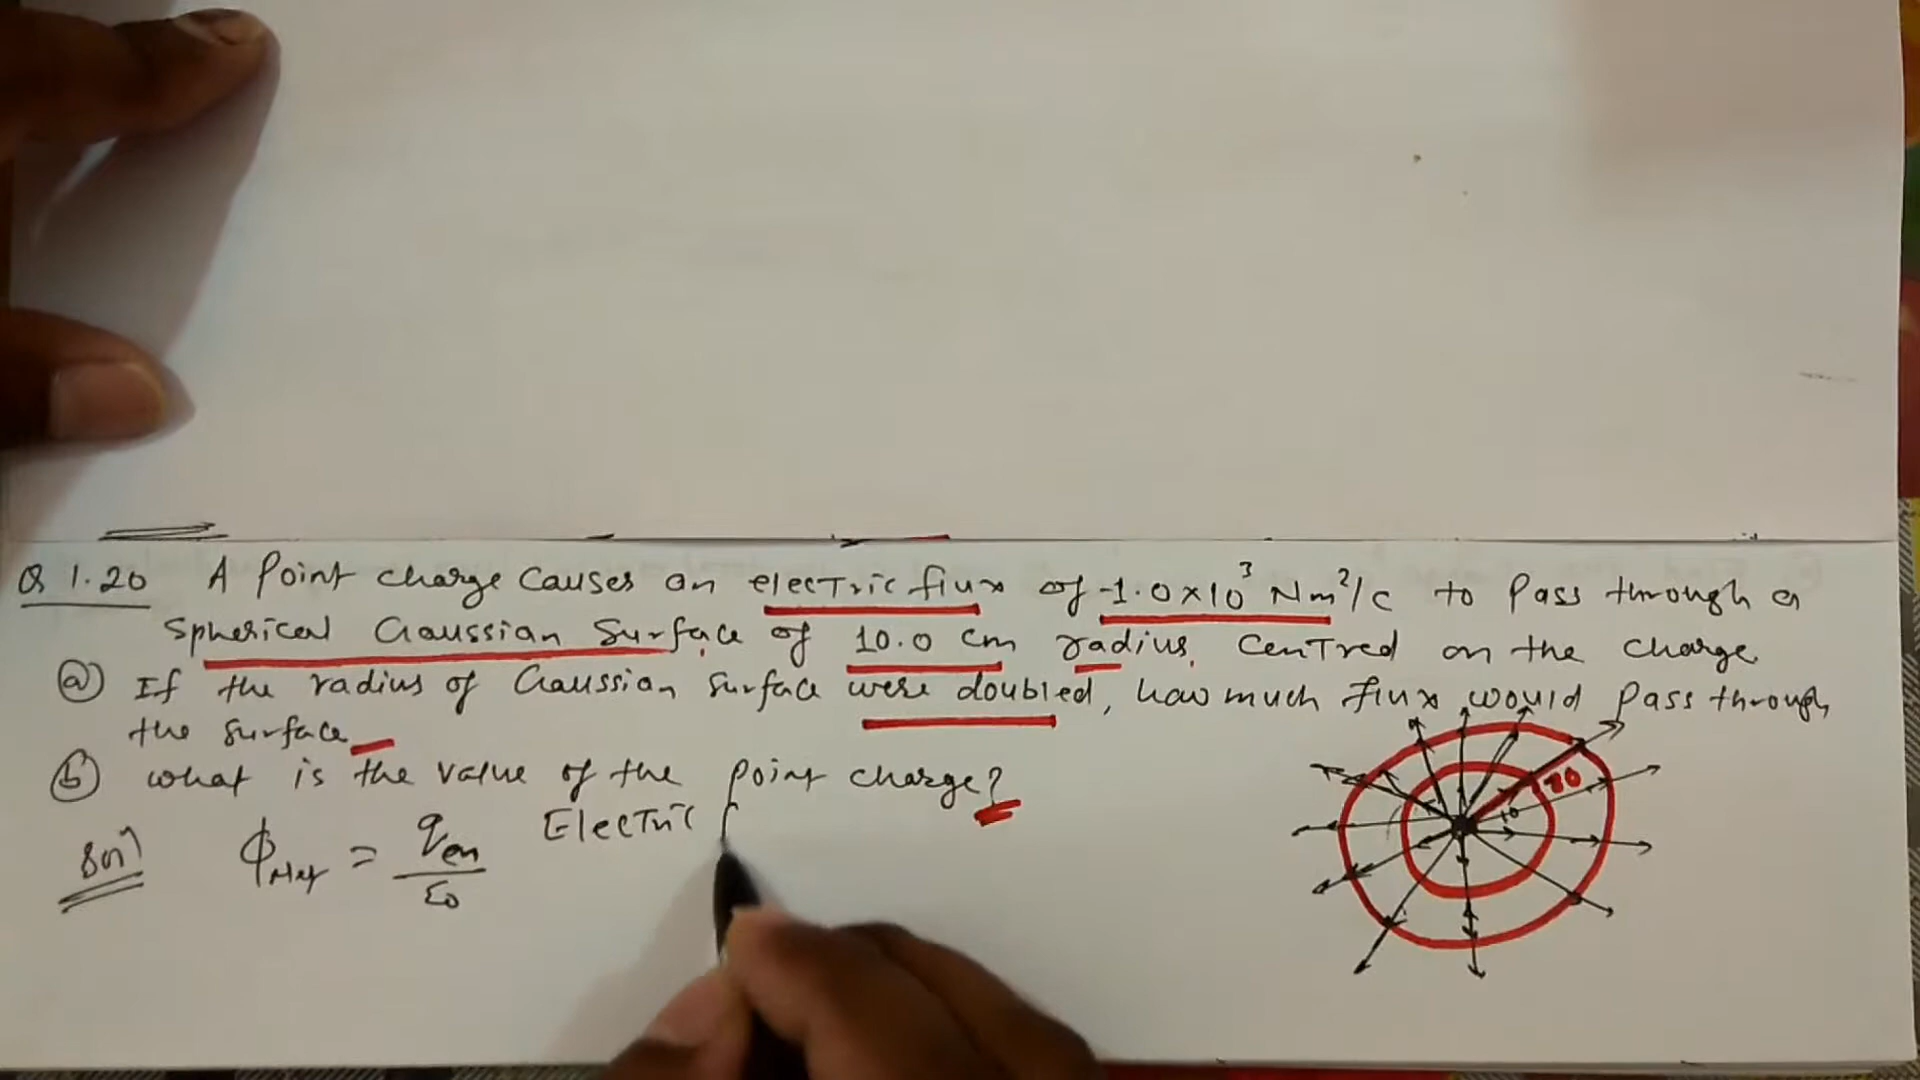 Q 1.20 A Point charge causes an electric flux of -1.0×10³ Nm²/c to pass through a
spherical Gaussian Surface of 10.0 cm radius centred on the charge.
(a) If the radius of Gaussian surface were doubled, how much flux would pass through
the surface
(b) what is the value of the point charge?
Electric
Soln ϕ = qen
ε0
20
10